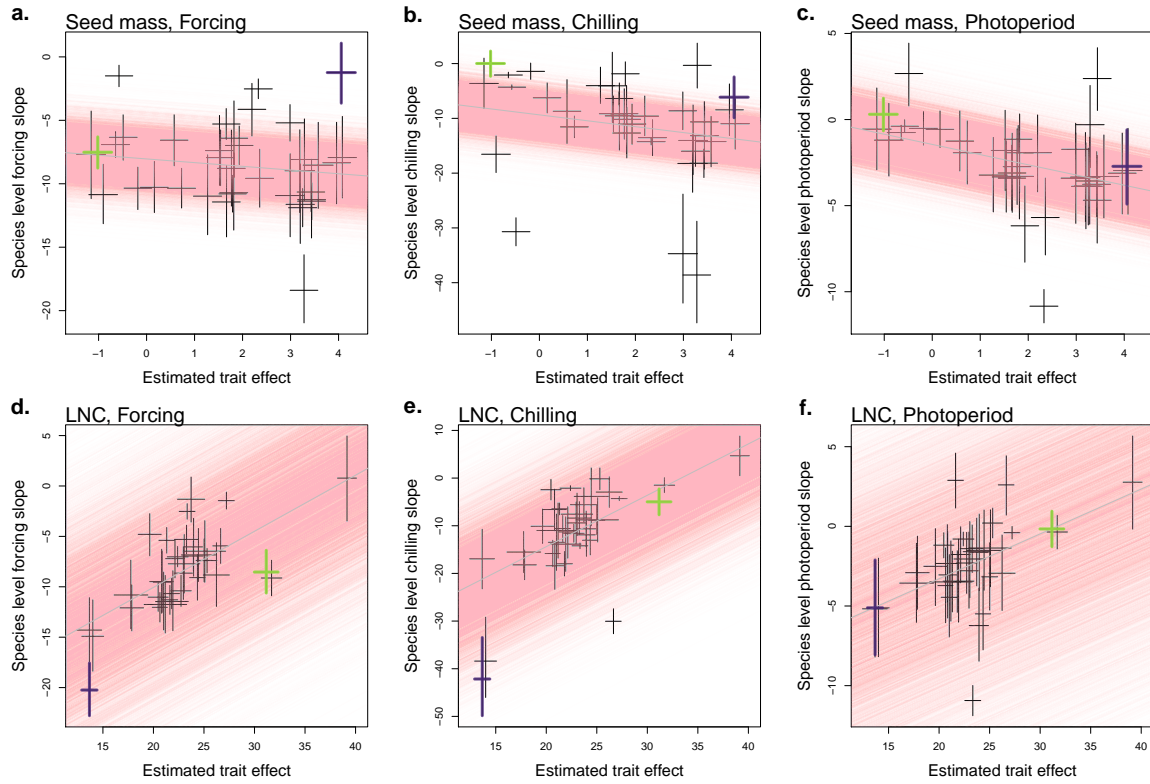 a.
Seed mass, Forcing
Species level forcing slope
0
−5
−10
−15
−20
−1 0 1 2 3 4
Estimated trait effect
b.
Seed mass, Chilling
Species level chilling slope
0
−10
−20
−30
−40
−1 0 1 2 3 4
Estimated trait effect
c.
Seed mass, Photoperiod
Species level photoperiod slope
5
0
−5
−10
−1 0 1 2 3 4
Estimated trait effect
d.
LNC, Forcing
Species level forcing slope
5
0
−5
−10
−15
−20
15 20 25 30 35 40
Estimated trait effect
e.
LNC, Chilling
Species level chilling slope
10
0
−10
−20
−30
−40
−50
15 20 25 30 35 40
Estimated trait effect
f.
LNC, Photoperiod
Species level photoperiod slope
5
0
−5
−10
15 20 25 30 35 40
Estimated trait effect